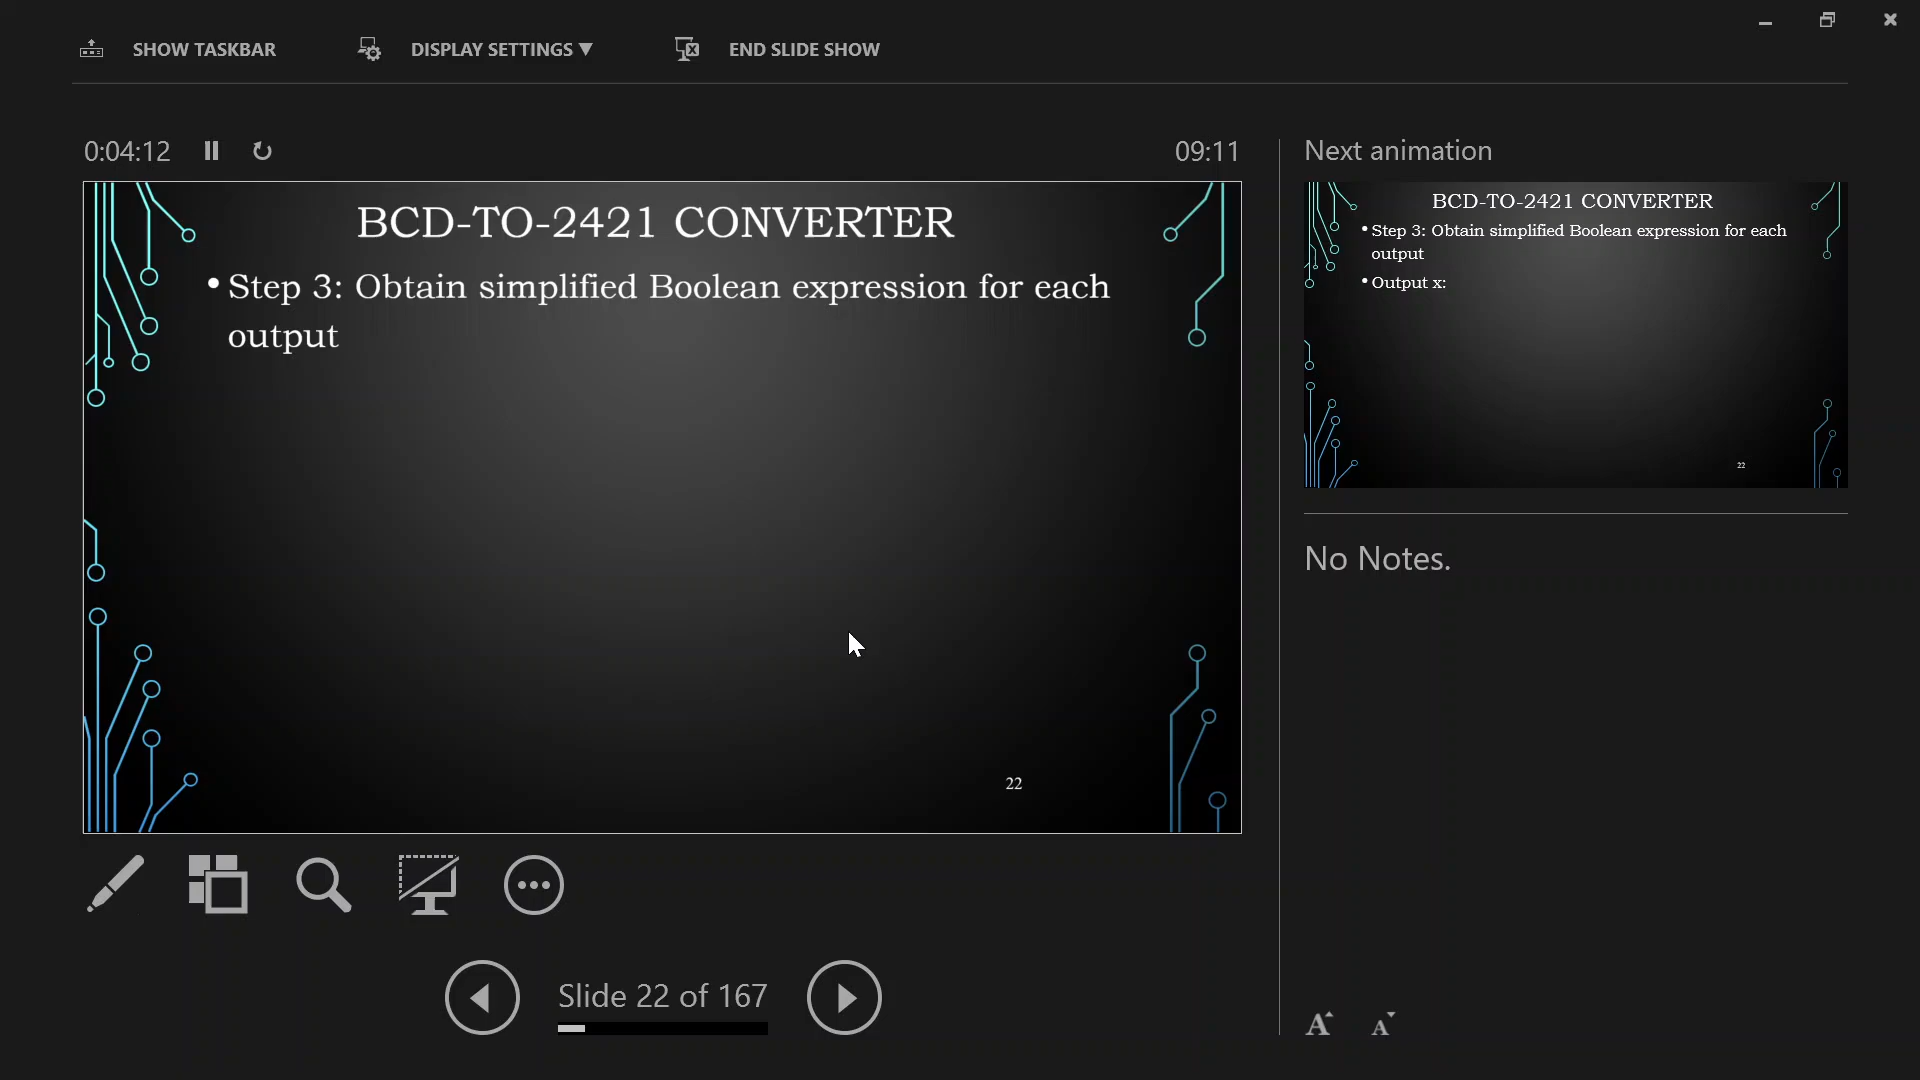 SHOW TASKBAR
DISPLAY SETTINGS ▼
END SLIDE SHOW
0:04:12
09:11
BCD-TO-2421 CONVERTER
• Step 3: Obtain simplified Boolean expression for each
output
22
Slide 22 of 167
Next animation
BCD-TO-2421 CONVERTER
• Step 3: Obtain simplified Boolean expression for each
output
• Output x:
22
No Notes.
A A